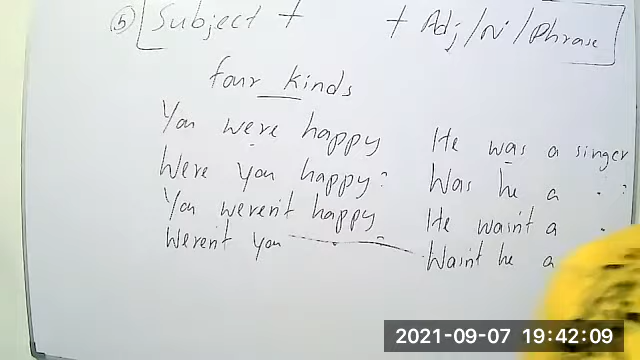 ⑤ Subject + + Adj/N/Phrase
four kinds
You were happy
Were you happy?
You weren't happy
Weren't you
He was a singer
Was he a . . ?
He wasn't a .
Wasn't he a
2021-09-07 19:42:09